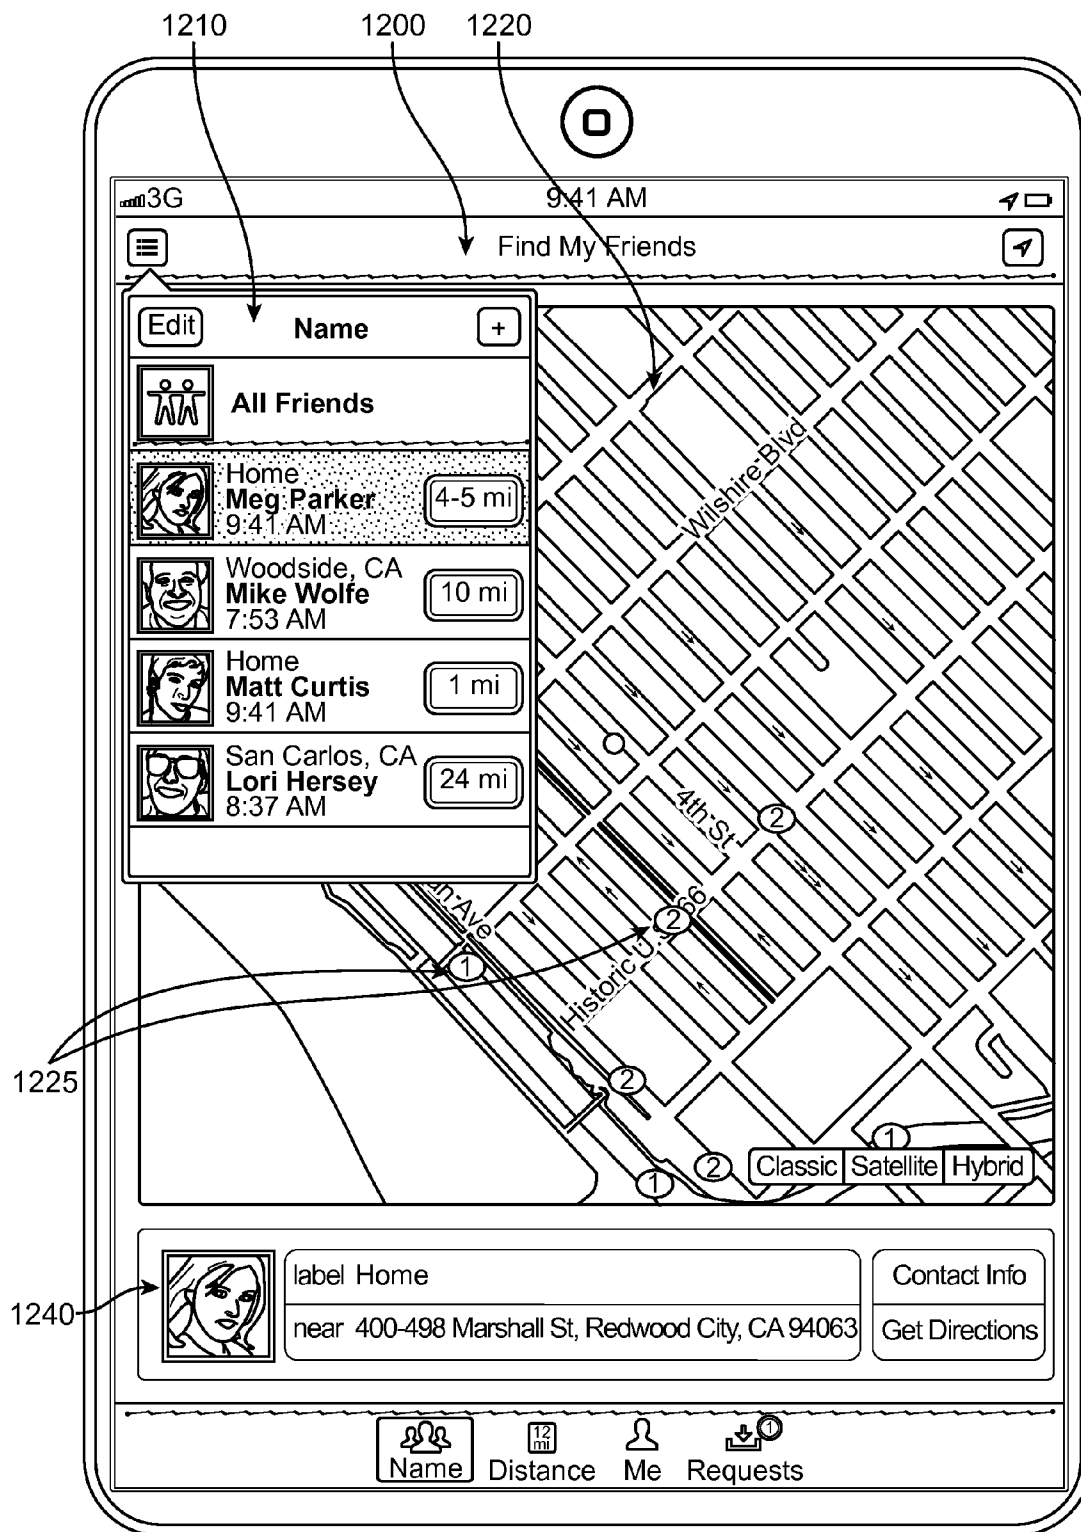 1210 1200 1220
3G 9:41 AM
Find My Friends
Edit Name +
All Friends
Home
Meg Parker
9:41 AM
4-5 mi
Woodside, CA
Mike Wolfe
7:53 AM
10 mi
Home
Matt Curtis
9:41 AM
1 mi
San Carlos, CA
Lori Hersey
8:37 AM
24 mi
Wilshire Blvd
4th St
2
Ave
2
Historic U.S. 66
1
1225
2
1
2
1
Classic Satellite Hybrid
1240
label Home
near 400-498 Marshall St, Redwood City, CA 94063
Contact Info
Get Directions
12
mi
1
Name Distance Me Requests